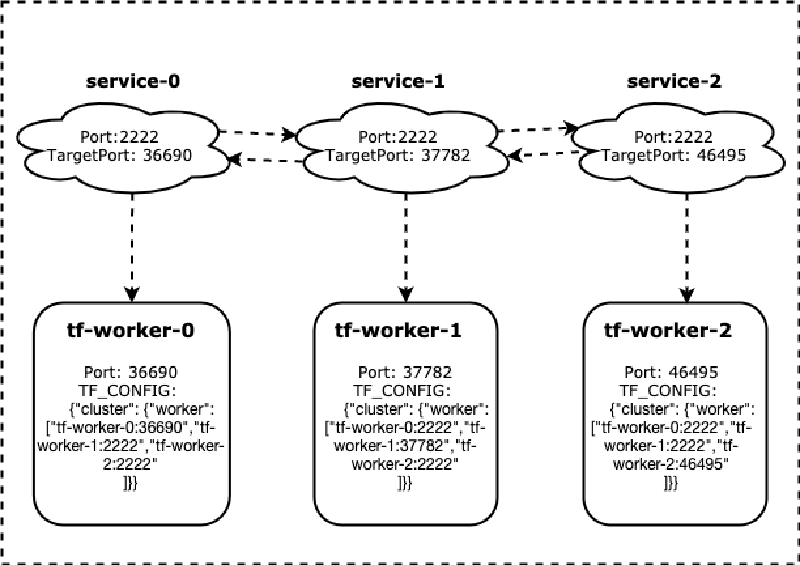 service-0
service-1
service-2
Port:2222
TargetPort: 36690
Port:2222
TargetPort: 37782
Port:2222
TargetPort: 46495
tf-worker-0
Port: 36690
TF_CONFIG:
{"cluster": {"worker":
["tf-worker-0:36690","tf-
worker-1:2222","tf-worker-
2:2222"
]}}
tf-worker-1
Port: 37782
TF_CONFIG:
{"cluster": {"worker":
["tf-worker-0:2222","tf-
worker-1:37782","tf-
worker-2:2222"
]}}
tf-worker-2
Port: 46495
TF_CONFIG:
{"cluster": {"worker":
["tf-worker-0:2222","tf-
worker-1:2222","tf-
worker-2:46495"
]}}